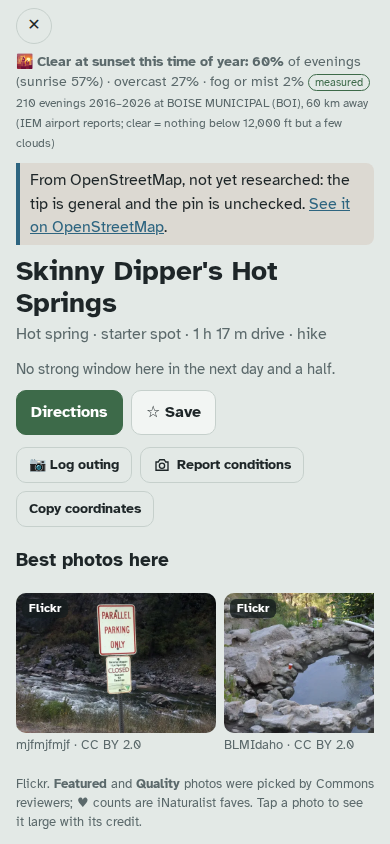 ✕
🌇 Clear at sunset this time of year: 60% of evenings
(sunrise 57%) · overcast 27% · fog or mist 2% measured
210 evenings 2016–2026 at BOISE MUNICIPAL (BOI), 60 km away
(IEM airport reports; clear = nothing below 12,000 ft but a few
clouds)
From OpenStreetMap, not yet researched: the
tip is general and the pin is unchecked. See it
on OpenStreetMap.
Skinny Dipper's Hot
Springs
Hot spring · starter spot · 1 h 17 m drive · hike
No strong window here in the next day and a half.
Directions
☆ Save
📷 Log outing
Report conditions
Copy coordinates
Best photos here
Flickr
PARALLEL
PARKING
ONLY
CLOSED
Flickr
mjfmjfmjf · CC BY 2.0
BLMIdaho · CC BY 2.0
Flickr. Featured and Quality photos were picked by Commons
reviewers; ♥ counts are iNaturalist faves. Tap a photo to see
it large with its credit.